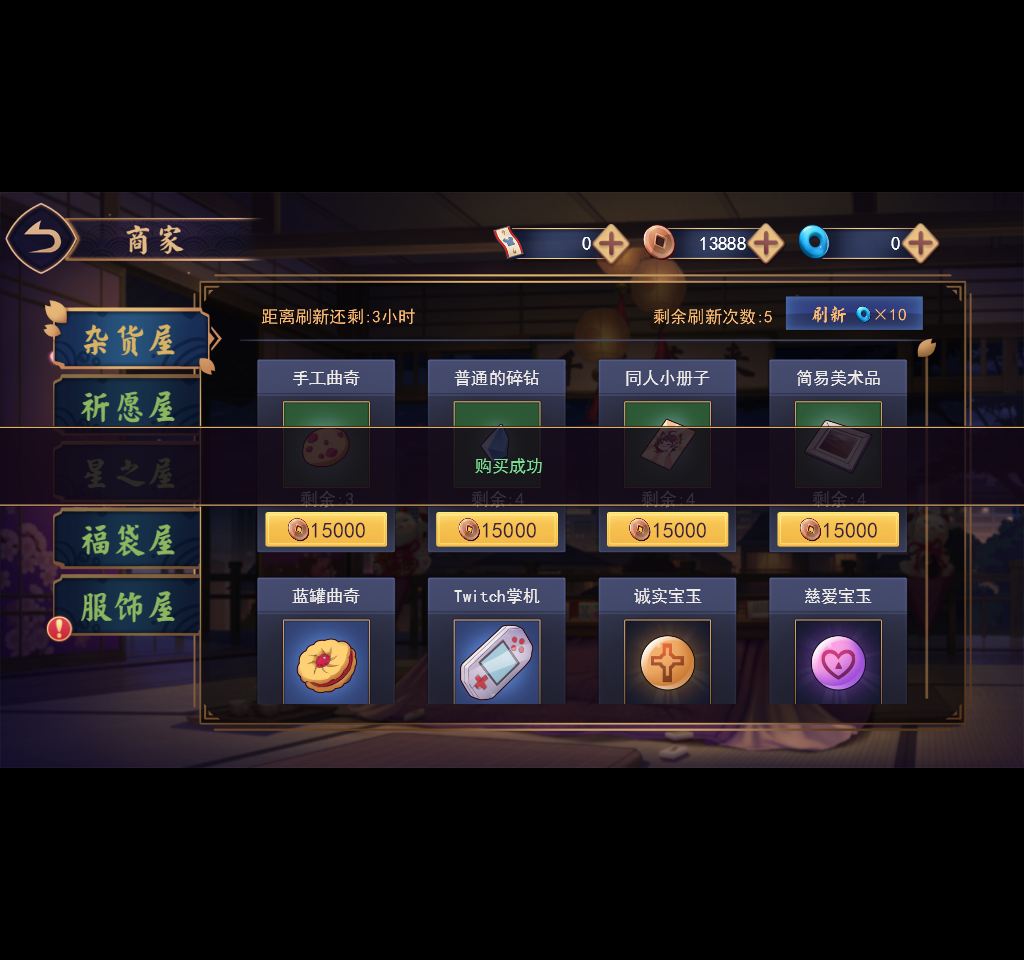 商家
0
13888
0
距离刷新还剩:3小时
剩余刷新次数:5
刷新 ×10
杂货屋
祈愿屋
星之屋
福袋屋
服饰屋
手工曲奇
普通的碎钻
同人小册子
简易美术品
购买成功
剩余:3
剩余:4
剩余:4
剩余:4
15000
15000
15000
15000
蓝罐曲奇
Twitch掌机
诚实宝玉
慈爱宝玉